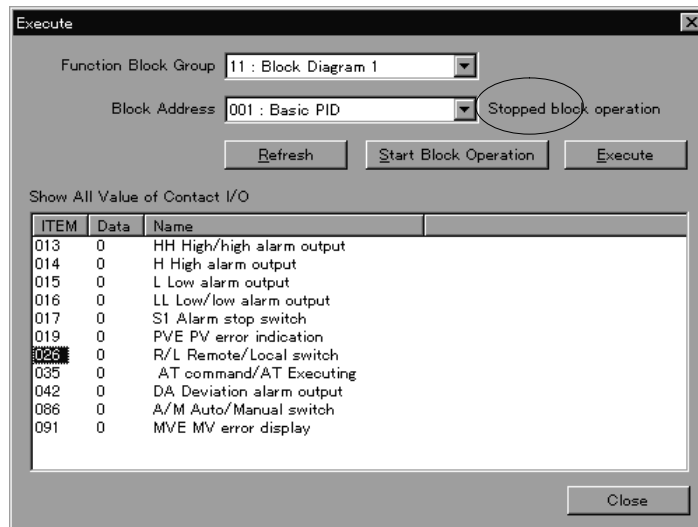 Execute
Function Block Group 11 : Block Diagram 1
Block Address 001 : Basic PID Stopped block operation
Refresh Start Block Operation Execute
Show All Value of Contact I/O
ITEM Data Name
013 0 HH High/high alarm output
014 0 H High alarm output
015 0 L Low alarm output
016 0 LL Low/low alarm output
017 0 S1 Alarm stop switch
019 0 PVE PV error indication
026 0 R/L Remote/Local switch
035 0 AT command/AT Executing
042 0 DA Deviation alarm output
086 0 A/M Auto/Manual switch
091 0 MVE MV error display
Close